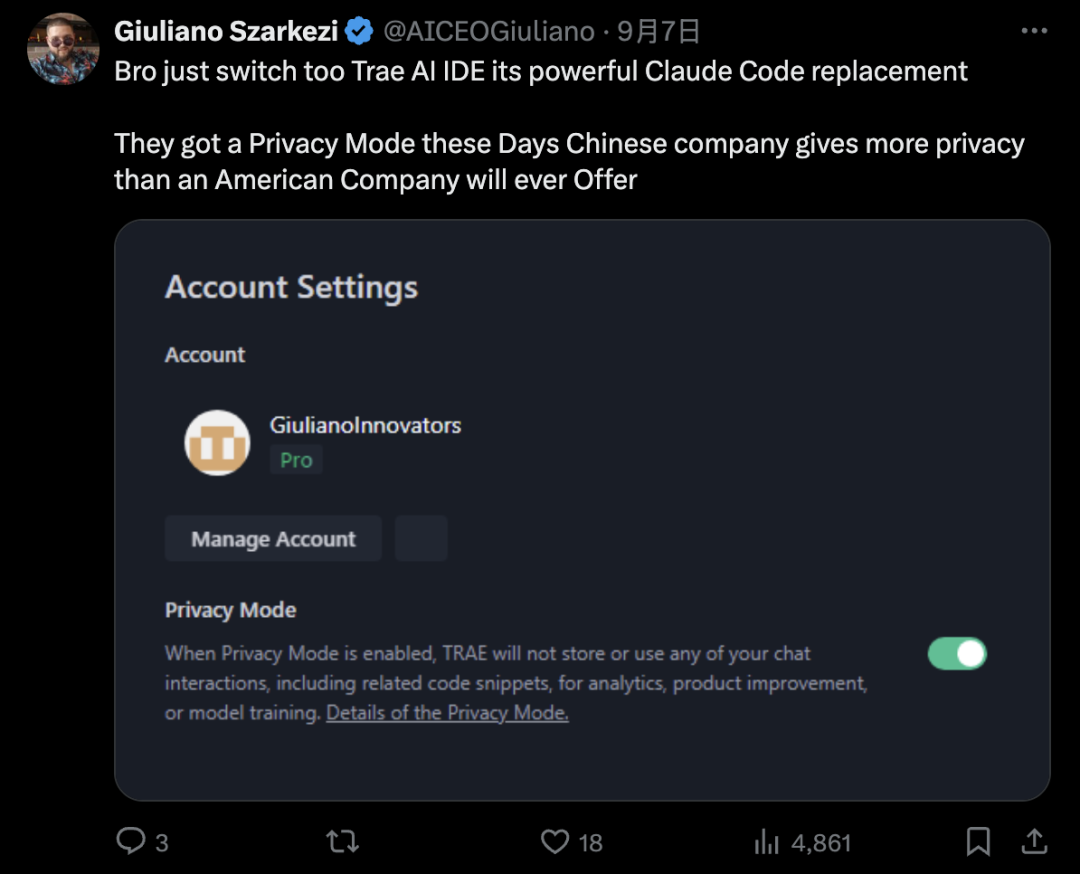 Giuliano Szarkezi @AICEOGiuliano · 9月7日
Bro just switch too Trae AI IDE its powerful Claude Code replacement
They got a Privacy Mode these Days Chinese company gives more privacy
than an American Company will ever Offer
Account Settings
Account
GiulianoInnovators
Pro
Manage Account
Privacy Mode
When Privacy Mode is enabled, TRAE will not store or use any of your chat
interactions, including related code snippets, for analytics, product improvement,
or model training. Details of the Privacy Mode.
3 18 4,861